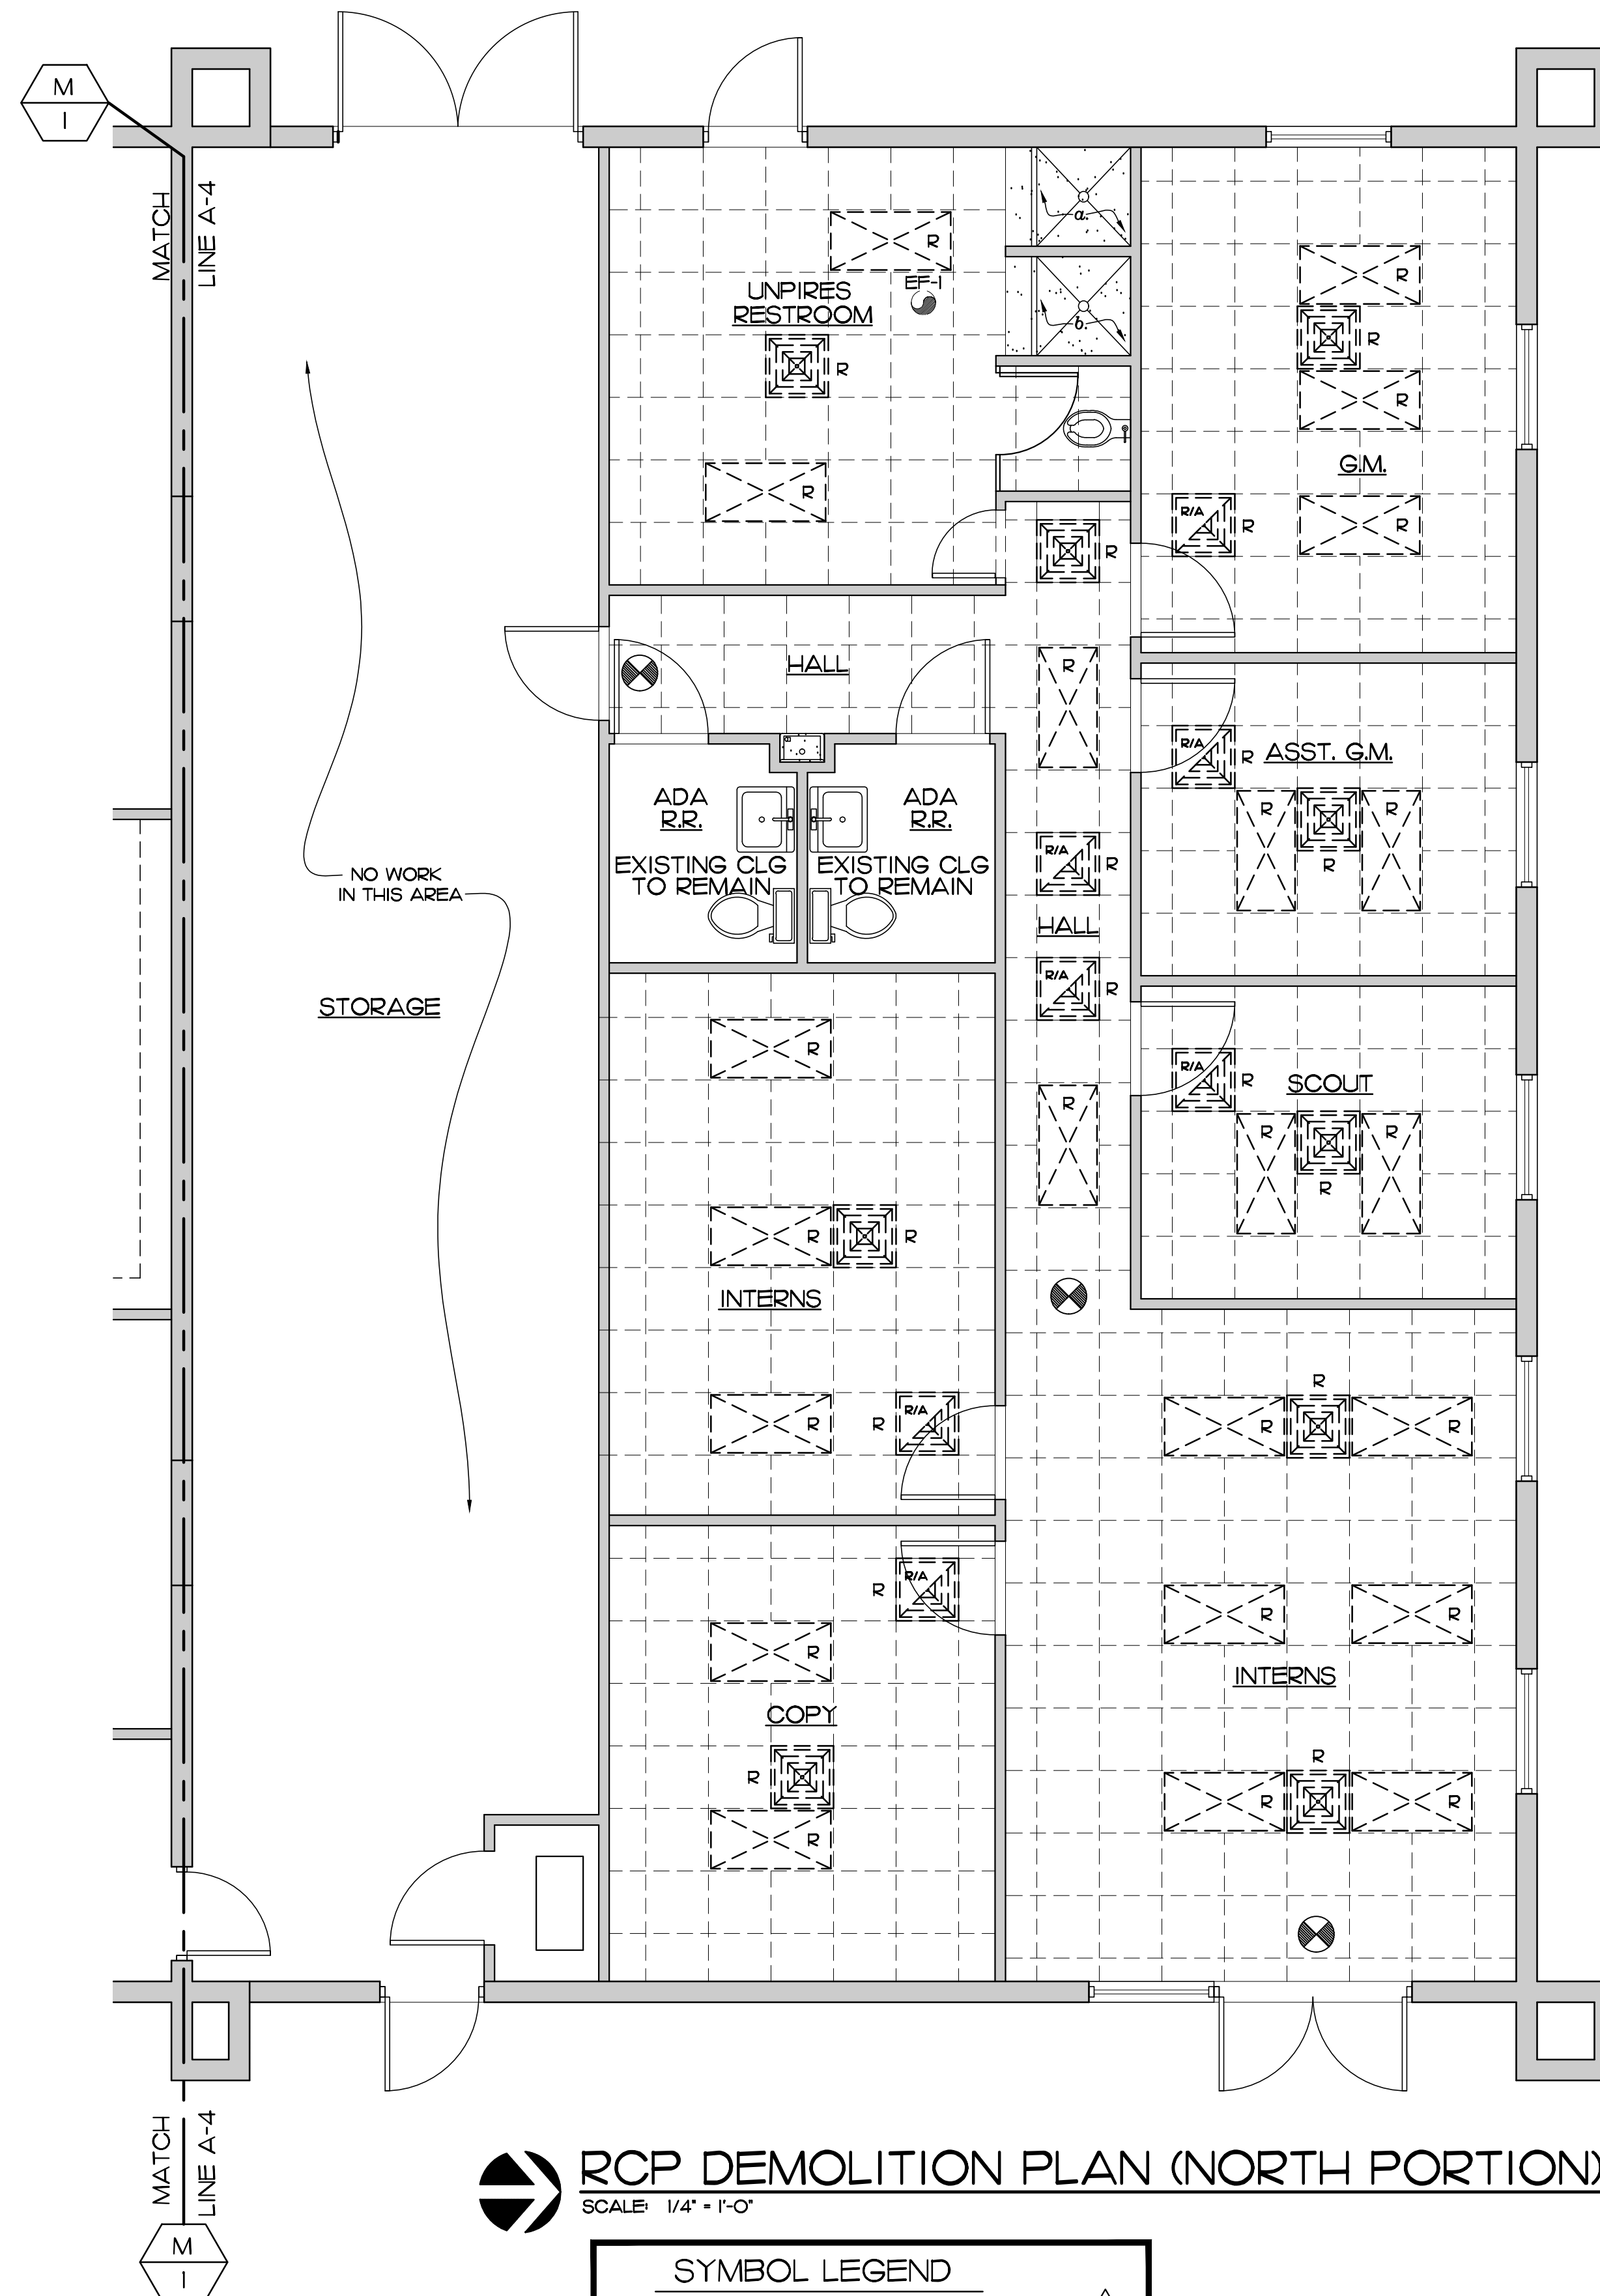 M
1
MATCH
LINE A-4
a.
R
R
EF-1
UNPIRES
RESTROOM
b.
R
R
R
R
G.M.
R
R
R/A
R
R
HALL
R
R/A
R
ASST. G.M.
ADA
R.R.
ADA
R.R.
R
R
R
EXISTING CLG
TO REMAIN
EXISTING CLG
TO REMAIN
R/A
R
NO WORK
IN THIS AREA
HALL
R/A
R
STORAGE
R
R/A
R
SCOUT
R
R
R
R
R
R
INTERNS
R
R
R/A
R
R
R
R
R/A
R
R
R
R
INTERNS
COPY
R
R
R
R
R
R
MATCH
LINE A-4
RCP DEMOLITION PLAN (NORTH PORTION)
SCALE: 1/4" = 1'-0"
M
1
SYMBOL LEGEND